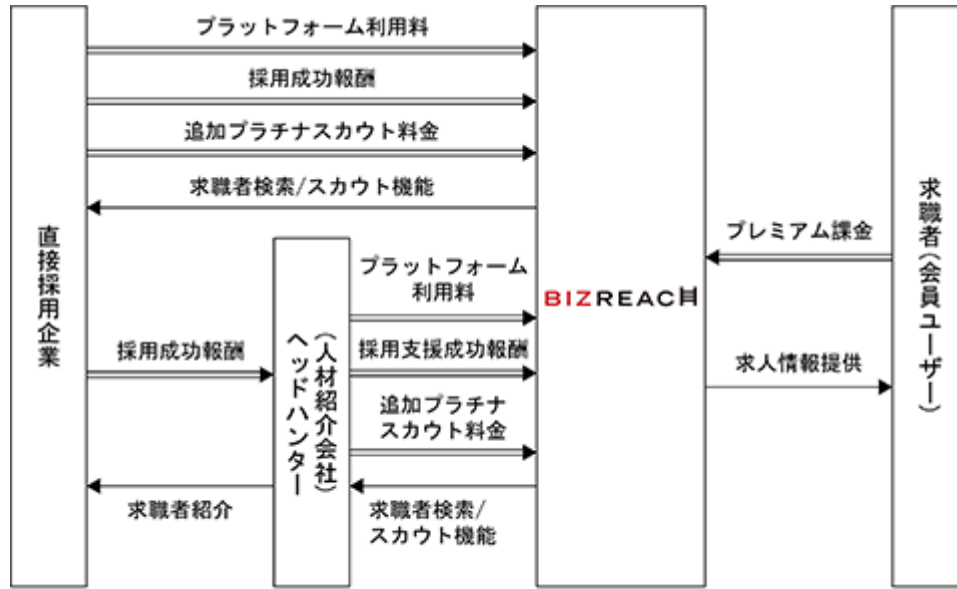 プラットフォーム利用料
採用成功報酬
追加プラチナスカウト料金
求職者検索/スカウト機能
直接採用企業
採用成功報酬
求職者紹介
ヘッドハンター
（人材紹介会社）
プラットフォーム
利用料
採用支援成功報酬
追加プラチナ
スカウト料金
求職者検索/
スカウト機能
BIZREACH
プレミアム課金
求人情報提供
求職者（会員ユーザー）